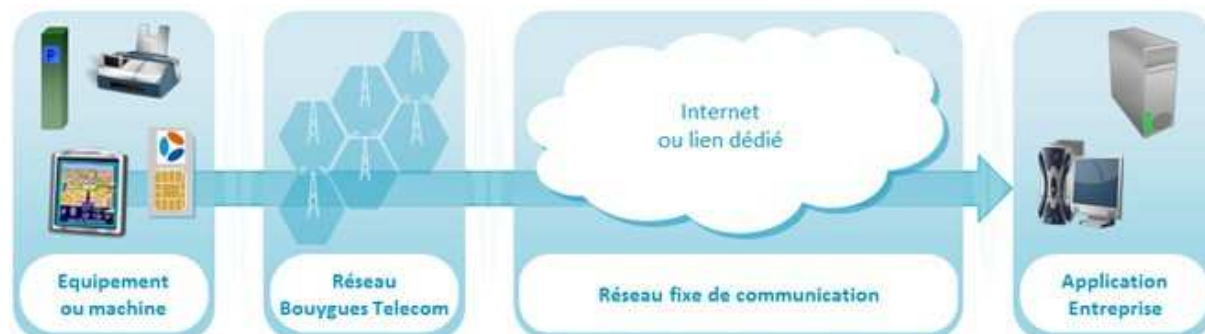 P
Internet
ou lien dédié
Equipement
ou machine
Réseau
Bouygues Telecom
Réseau fixe de communication
Application
Entreprise